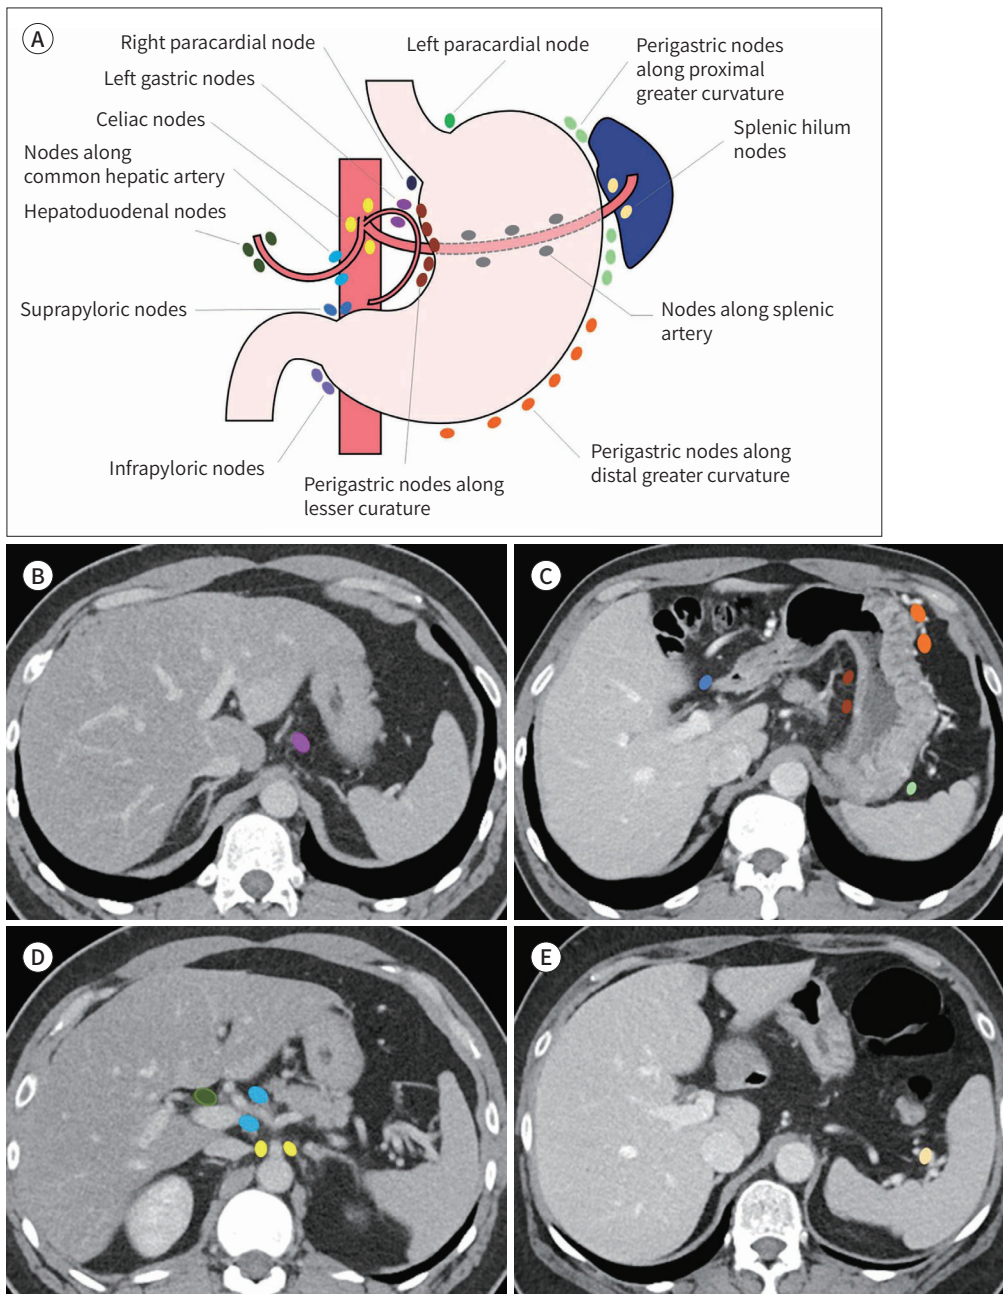 A
Right paracardial node
Left paracardial node
Perigastric nodes
along proximal
greater curvature
Left gastric nodes
Celiac nodes
Splenic hilum
nodes
Nodes along
common hepatic artery
Hepatoduodenal nodes
Suprapyloric nodes
Nodes along splenic
artery
Infrapyloric nodes
Perigastric nodes along
lesser curature
Perigastric nodes along
distal greater curvature
B
C
D
E